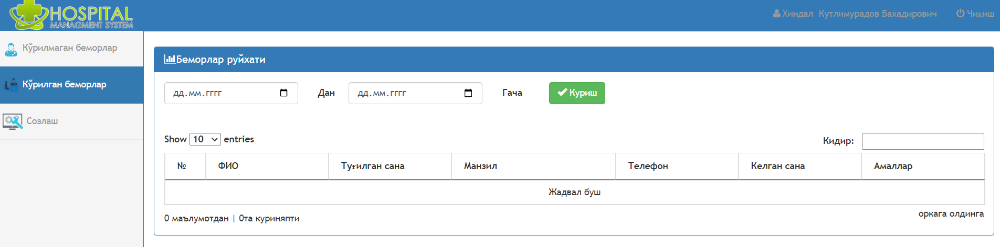 HOSPITAL
MANAGMENT SYSTEM
Хиндал Кутлимурадов Бахадирович
Чиқиш
Кўрилмаган беморлар
Кўрилган беморлар
Созлаш
Беморлар руйхати
дд.мм.гггг Дан дд.мм.гггг Гача Куриш
Show 10 entries
Кидир:
№ ФИО Туғилган сана Манзил Телефон Келган сана Амаллар
Жадвал буш
0 маълумотдан | 0та куриняпти
оркага олдинга